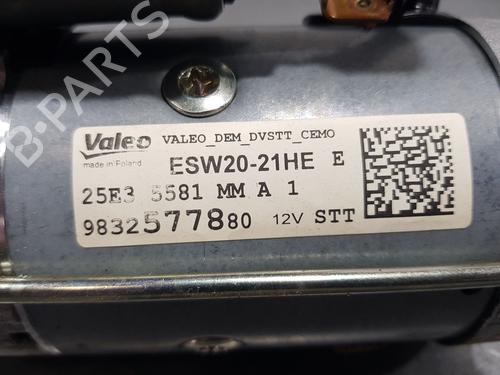 Valeo VALEO_DEM_DVSTT_CEMO
made in Poland
ESW20-21HE E
25E3 5581 MM A 1
9832577880 12V STT
B-PARTS